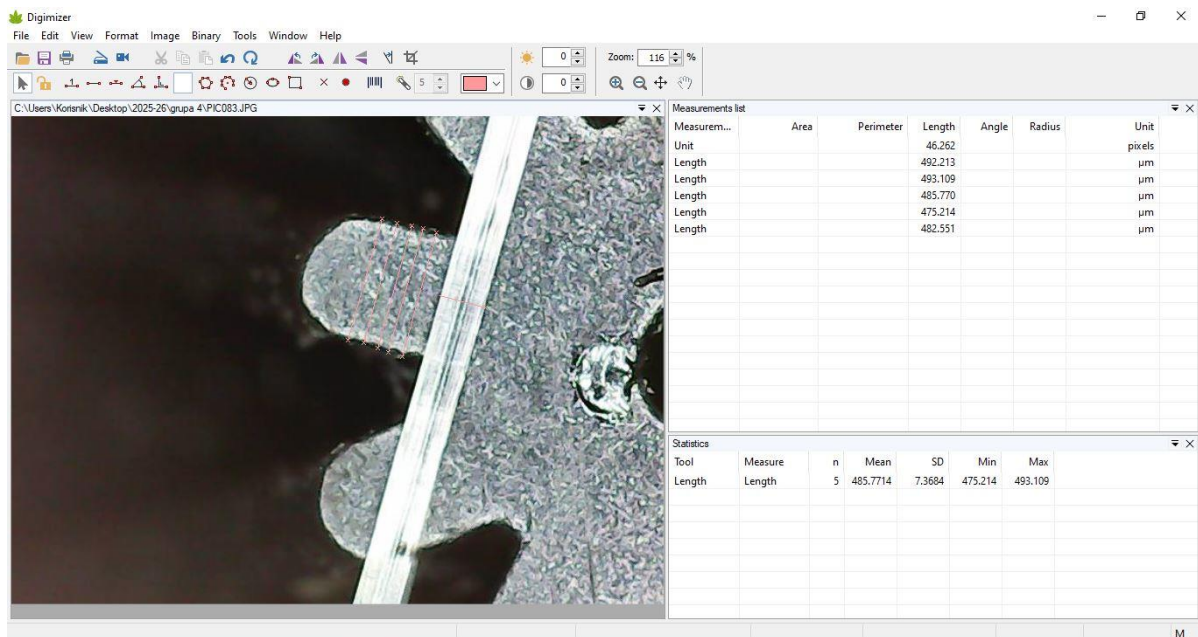 Digimizer
File Edit View Format Image Binary Tools Window Help
0 Zoom: 116 %
5 0
C:\Users\Korisnik\Desktop\2025-26\grupa 4\PIC083.JPG
Measurements list
Measurem... Area Perimeter Length Angle Radius Unit
Unit 46.262 pixels
Length 492.213 µm
Length 493.109 µm
Length 485.770 µm
Length 475.214 µm
Length 482.551 µm
Statistics
Tool Measure n Mean SD Min Max
Length Length 5 485.7714 7.3684 475.214 493.109
M